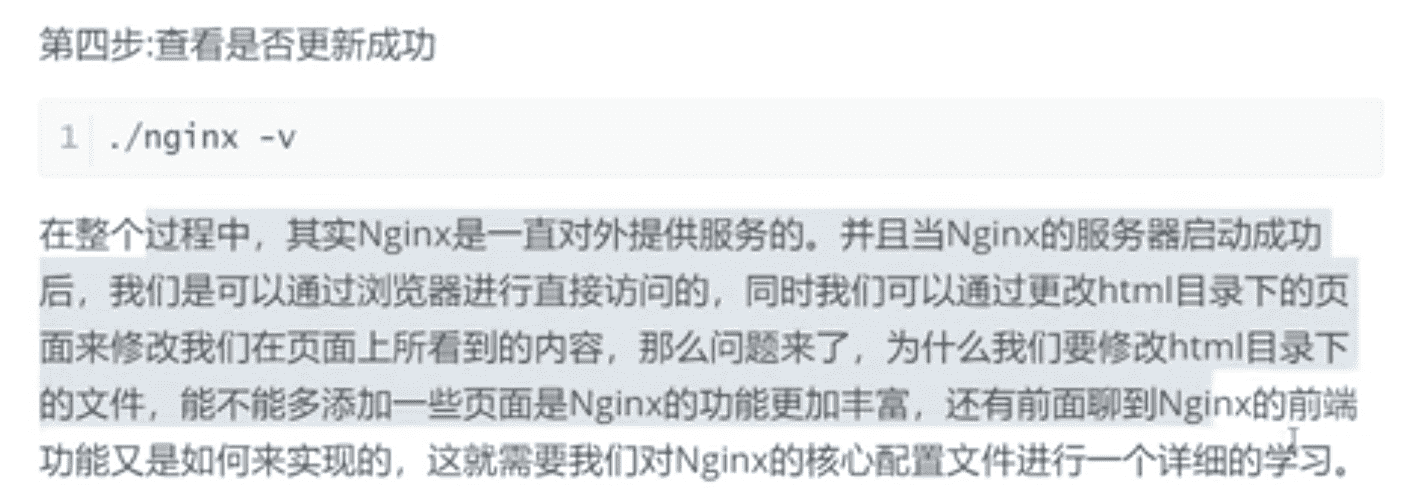 第四步:查看是否更新成功
1 ./nginx -v
在整个过程中，其实Nginx是一直对外提供服务的。并且当Nginx的服务器启动成功
后，我们是可以通过浏览器进行直接访问的，同时我们可以通过更改html目录下的页
面来修改我们在页面上所看到的内容，那么问题来了，为什么我们要修改html目录下
的文件，能不能多添加一些页面是Nginx的功能更加丰富，还有前面聊到Nginx的前端
功能又是如何来实现的，这就需要我们对Nginx的核心配置文件进行一个详细的学习。